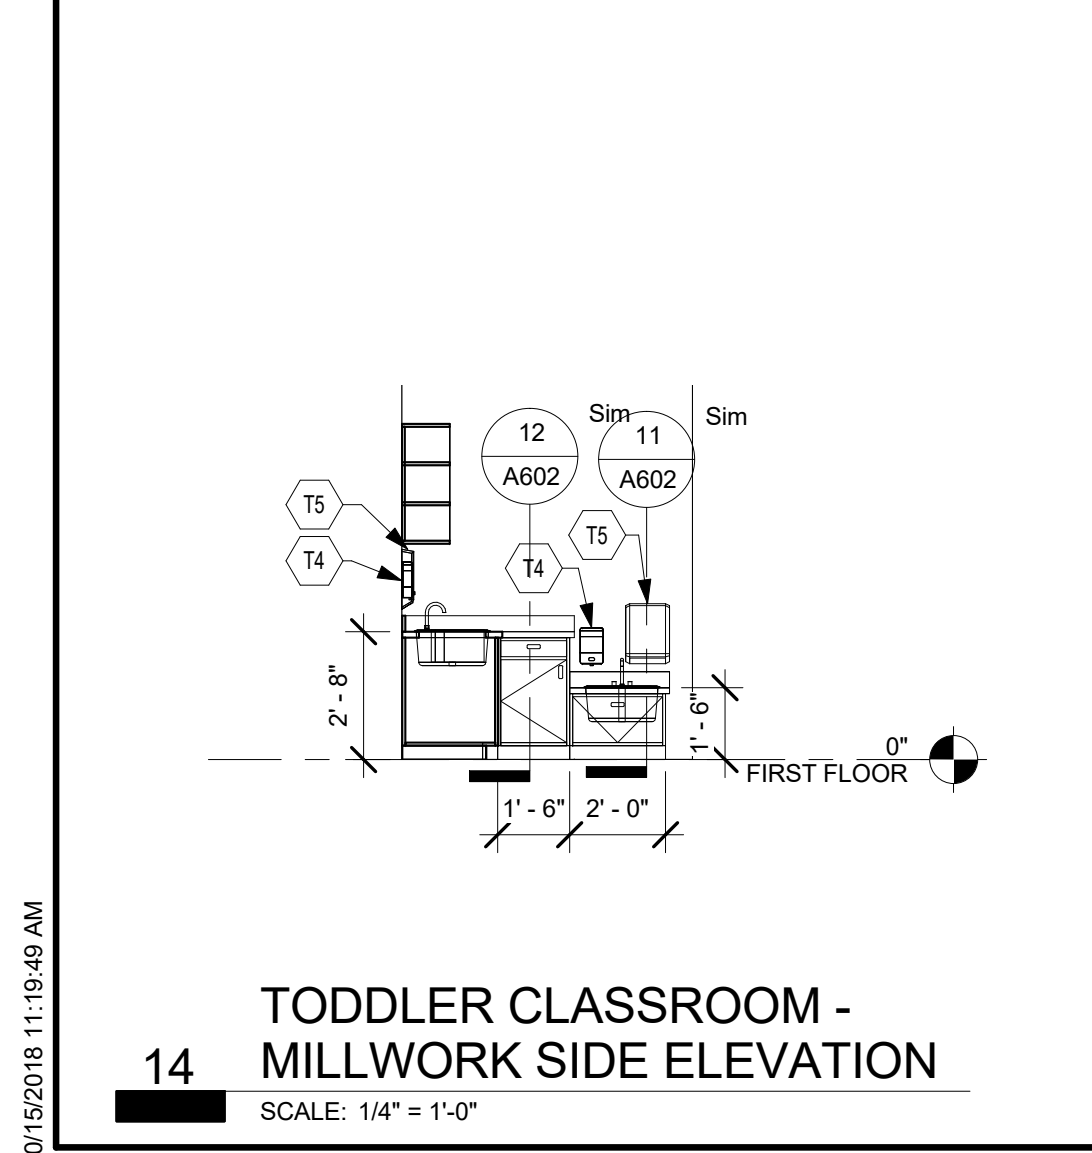 Sim
Sim
12
A602
11
A602
T5
T4
T5
T4
2' - 8"
1' - 6"
0"
FIRST FLOOR
1' - 6"
2' - 0"
0/15/2018 11:19:49 AM
14
TODDLER CLASSROOM -
MILLWORK SIDE ELEVATION
SCALE: 1/4" = 1'-0"